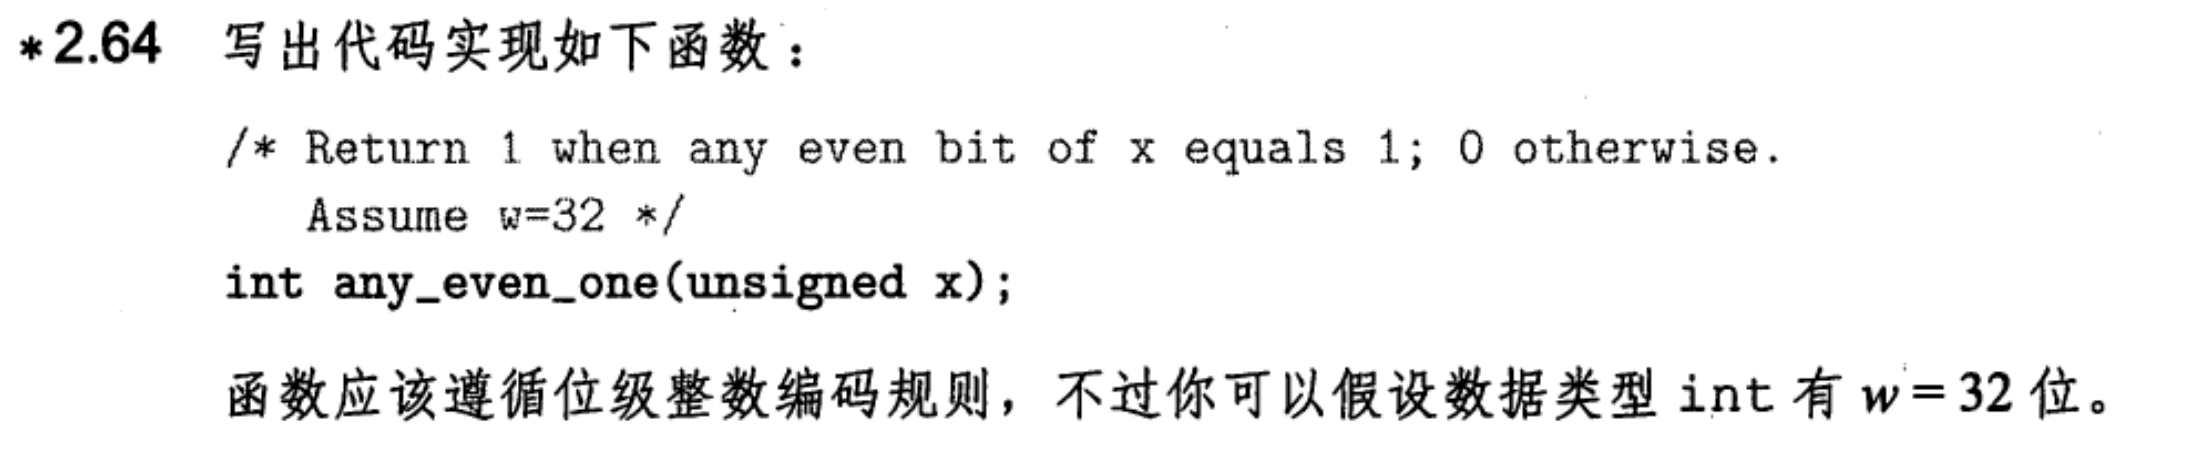 *2.64 写出代码实现如下函数：
/* Return 1 when any even bit of x equals 1; 0 otherwise.
Assume w=32 */
int any_even_one(unsigned x);
函数应该遵循位级整数编码规则，不过你可以假设数据类型 int 有 w=32 位。